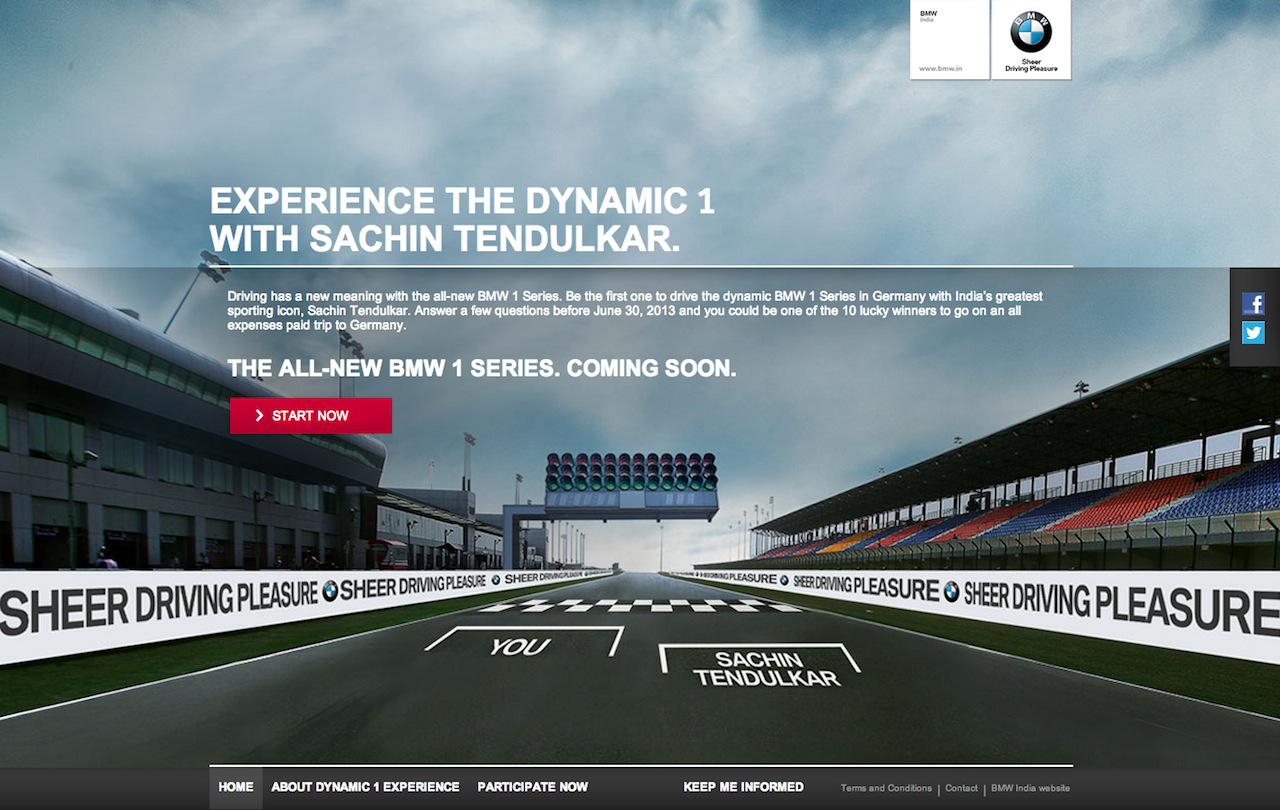 BMW
India
www.bmw.in
BMW
Sheer
Driving Pleasure
EXPERIENCE THE DYNAMIC 1
WITH SACHIN TENDULKAR.
Driving has a new meaning with the all-new BMW 1 Series. Be the first one to drive the dynamic BMW 1 Series in Germany with India's greatest
sporting icon, Sachin Tendulkar. Answer a few questions before June 30, 2013 and you could be one of the 10 lucky winners to go on an all
expenses paid trip to Germany.
THE ALL-NEW BMW 1 SERIES. COMING SOON.
START NOW
SHEER DRIVING PLEASURE SHEER DRIVING PLEASURE SHEER DRIVING
SHEER DRIVING PLEASURE SHEER DRIVING PLEASURE SHEER DRIVING PLEASURE
YOU
SACHIN
TENDULKAR
HOME ABOUT DYNAMIC 1 EXPERIENCE PARTICIPATE NOW KEEP ME INFORMED Terms and Conditions | Contact | BMW India website